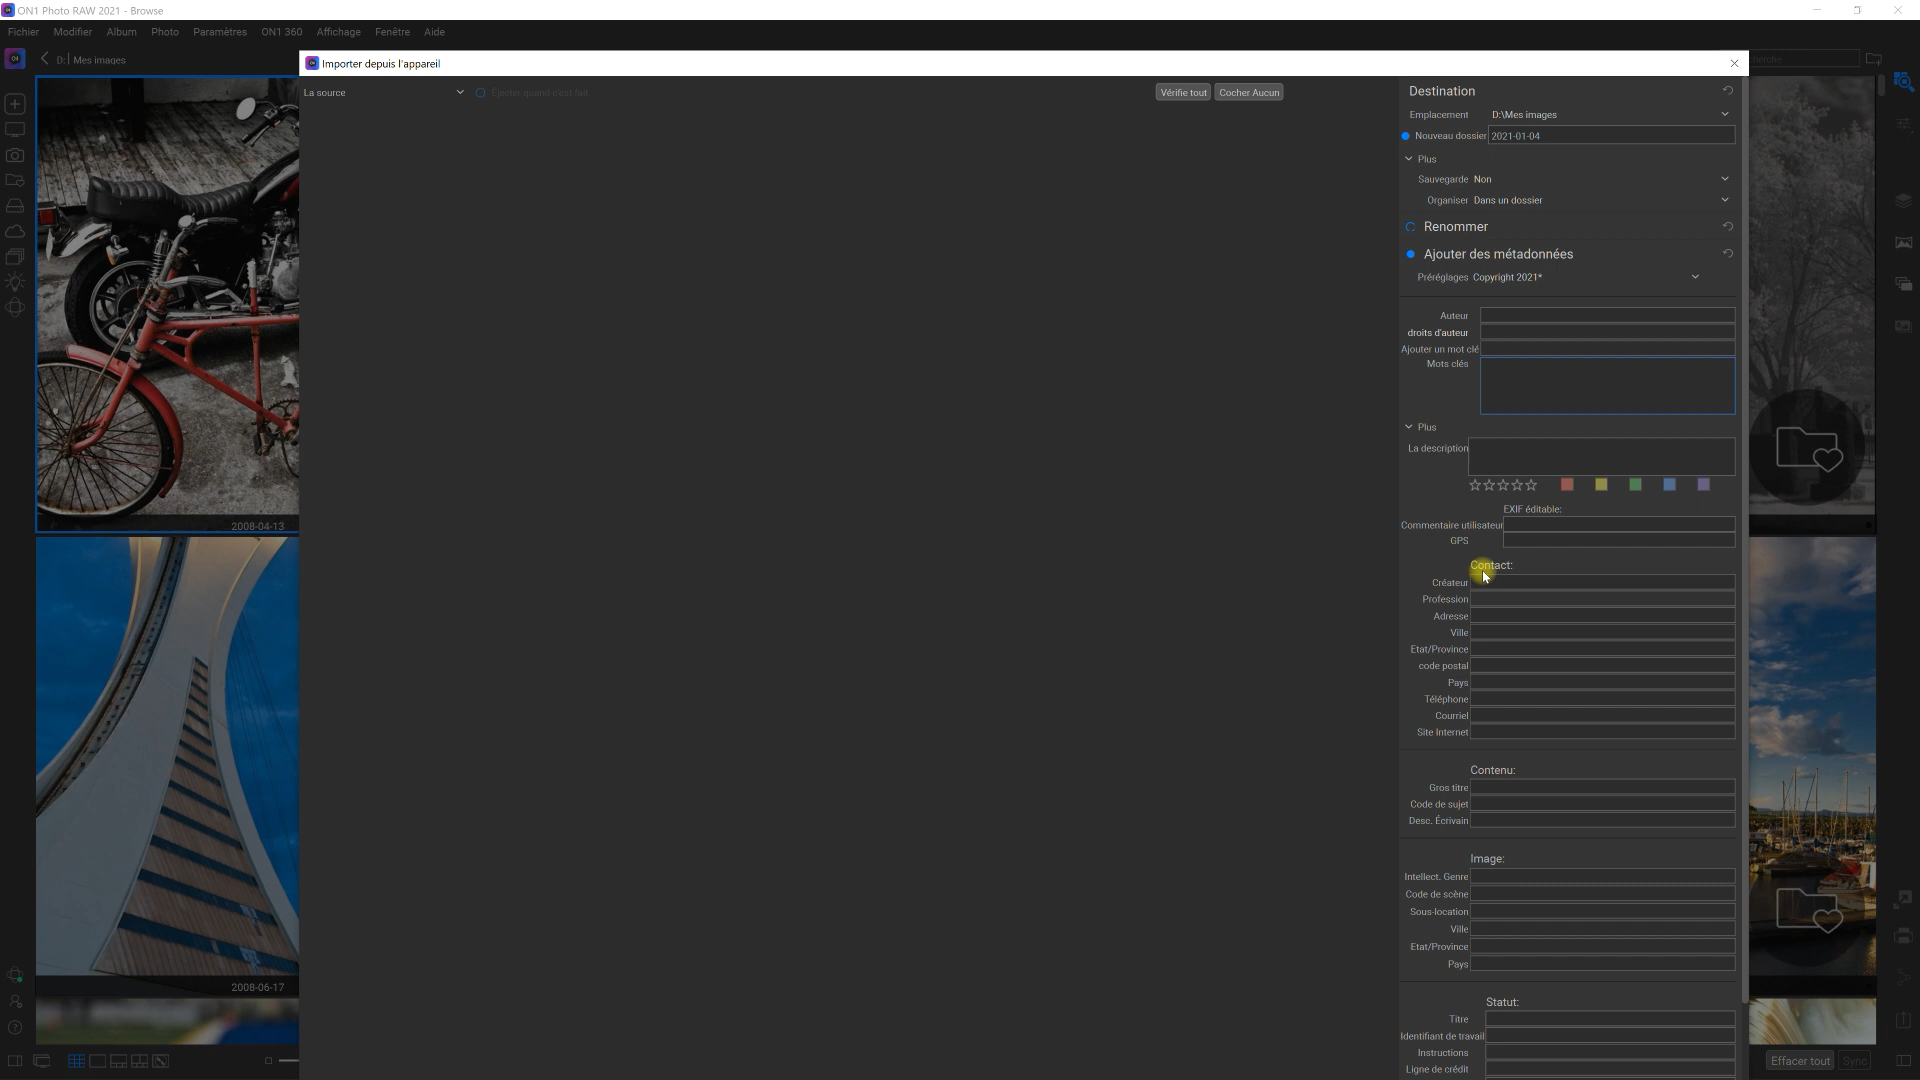 ON1 Photo RAW 2021 - Browse
Fichier Modifier Album Photo Paramètres ON1 360 Affichage Fenêtre Aide
D: | Mes images
Importer depuis l'appareil
La source
Ejecter quand c'est fait
Vérifie tout
Cocher Aucun
Destination
Emplacement D:\Mes images
Nouveau dossier 2021-01-04
Plus
Sauvegarde Non
Organiser Dans un dossier
Renommer
Ajouter des métadonnées
Préréglages Copyright 2021*
Auteur
droits d'auteur
Ajouter un mot clé
Mots clés
Plus
La description
EXIF éditable:
Commentaire utilisateur
GPS
Contact:
Créateur
Profession
Adresse
Ville
Etat/Province
code postal
Pays
Téléphone
Courriel
Site Internet
Contenu:
Gros titre
Code de sujet
Desc. Écrivain
Image:
Intellect. Genre
Code de scène
Sous-location
Ville
Etat/Province
Pays
Statut:
Titre
Identifiant de travail
Instructions
Ligne de crédit
2008-04-13
2008-06-17
Effacer tout
Sync